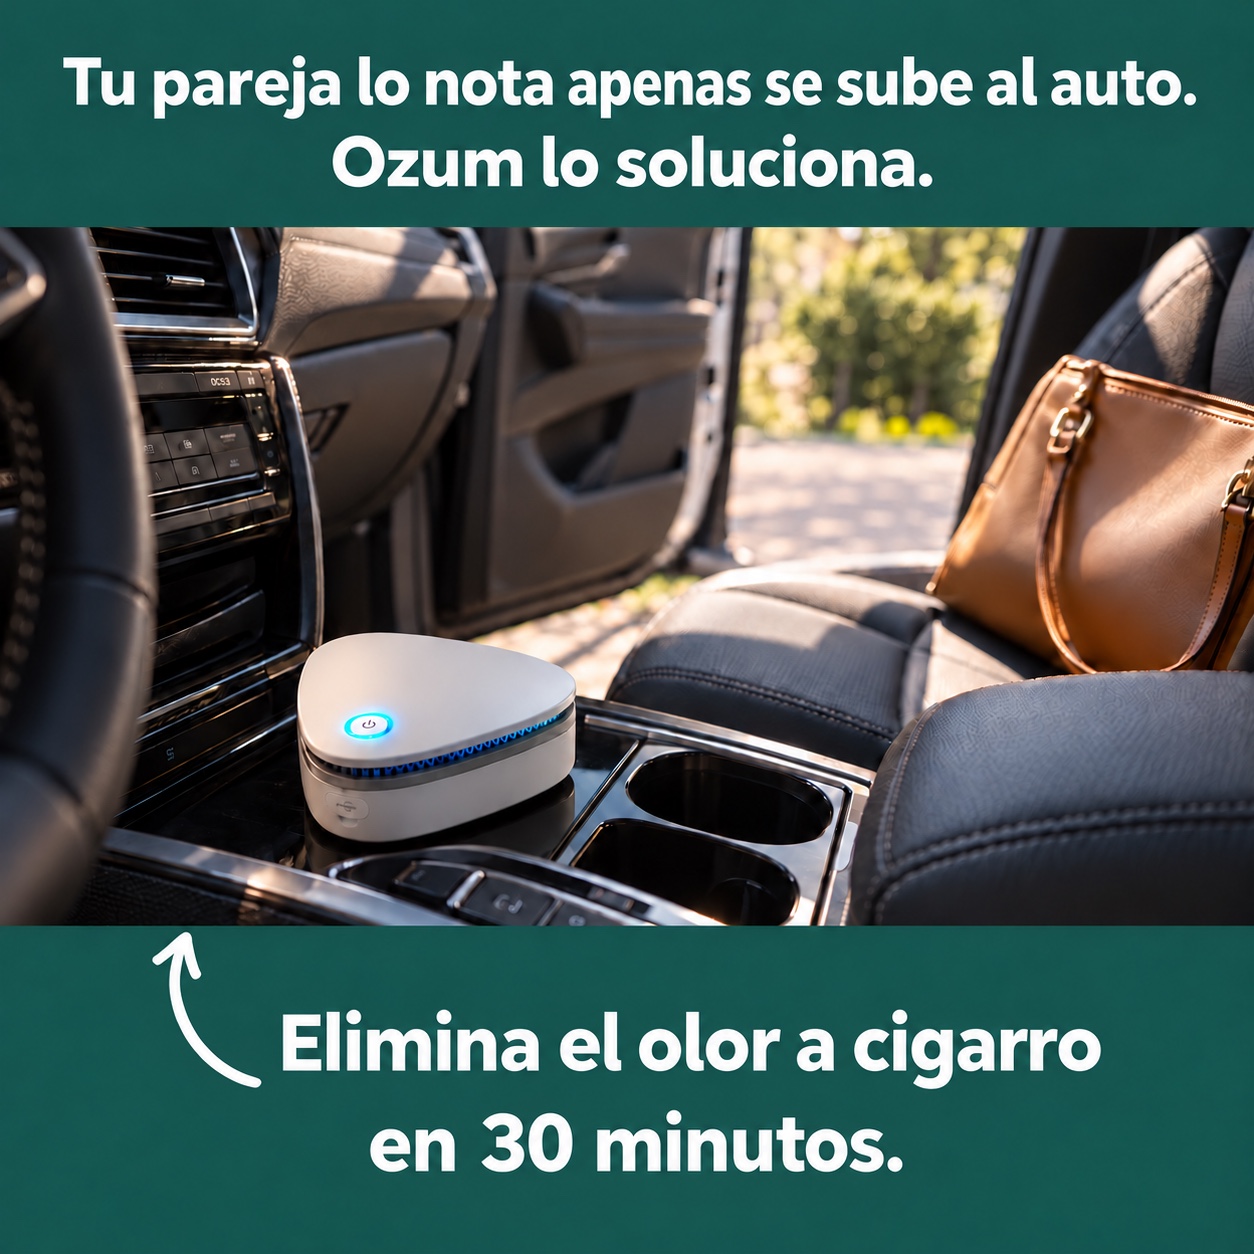 Tu pareja lo nota apenas se sube al auto.
Ozum lo soluciona.
Elimina el olor a cigarro
en 30 minutos.